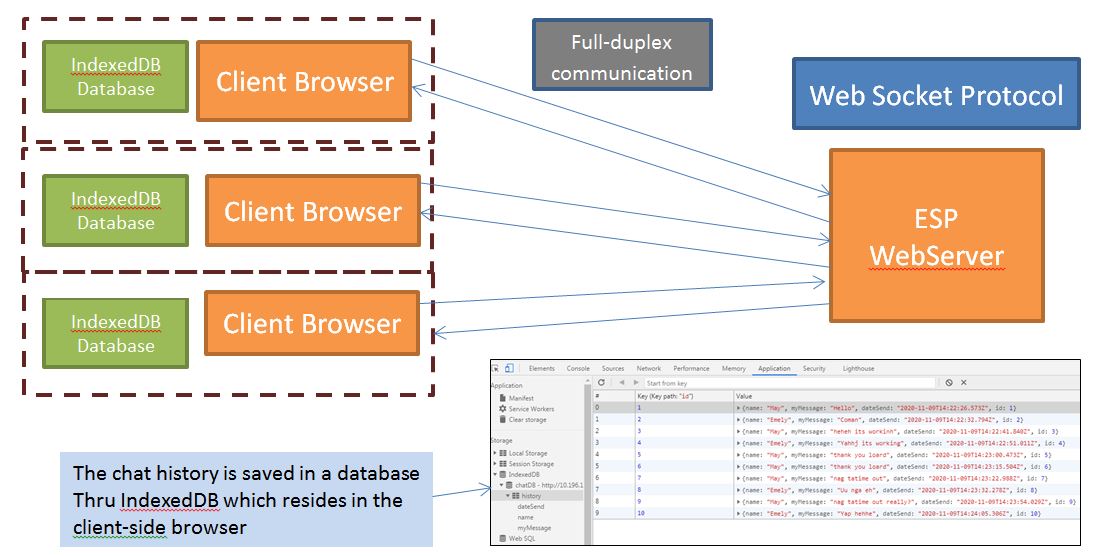 IndexedDB
Database
Client Browser
Full-duplex
communication
Web Socket Protocol
IndexedDB
Database
Client Browser
ESP
WebServer
IndexedDB
Database
Client Browser
The chat history is saved in a database
Thru IndexedDB which resides in the
client-side browser
Elements Console Sources Network Performance Memory Application Security Lighthouse
Application
Manifest
Service Workers
Clear storage
Storage
Local Storage
Session Storage
IndexedDB
chatDB - http://10.196.1
history
dateSend
name
myMessage
Web SQL
Start from key
# Key (Key path: "id") Value
0 1 {name: "May", myMessage: "Hello", dateSend: "2020-11-09T14:22:26.573Z", id: 1}
1 2 {name: "Emely", myMessage: "Coman", dateSend: "2020-11-09T14:22:32.794Z", id: 2}
2 3 {name: "May", myMessage: "heheh its workinh", dateSend: "2020-11-09T14:22:41.840Z", id: 3}
3 4 {name: "Emely", myMessage: "Yahhj its working", dateSend: "2020-11-09T14:22:51.011Z", id: 4}
4 5 {name: "May", myMessage: "thank you loard", dateSend: "2020-11-09T14:23:00.473Z", id: 5}
5 6 {name: "May", myMessage: "thank you loard", dateSend: "2020-11-09T14:23:15.584Z", id: 6}
6 7 {name: "May", myMessage: "nag tatime out", dateSend: "2020-11-09T14:23:22.988Z", id: 7}
7 8 {name: "Emely", myMessage: "Uu nga eh", dateSend: "2020-11-09T14:23:32.278Z", id: 8}
8 9 {name: "May", myMessage: "nag tatime out really?", dateSend: "2020-11-09T14:23:54.029Z", id: 9}
9 10 {name: "Emely", myMessage: "Yap hehhe", dateSend: "2020-11-09T14:24:05.306Z", id: 10}